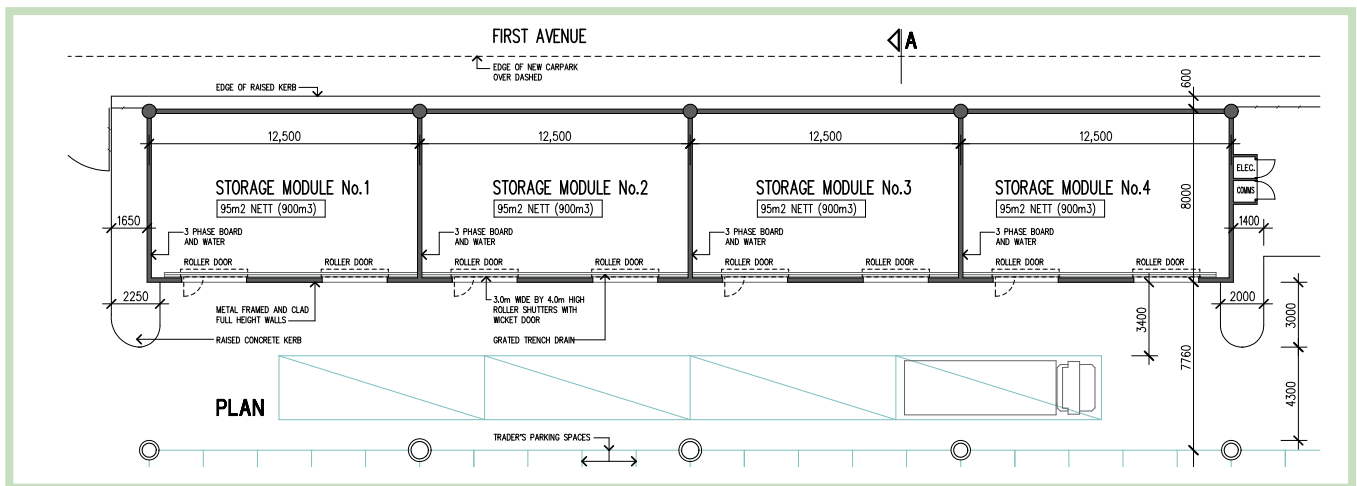 FIRST AVENUE
A
EDGE OF NEW CARPARK
OVER DASHED
EDGE OF RAISED KERB
600
12,500
12,500
12,500
12,500
ELEC.
COMMS
STORAGE MODULE No.1
95m2 NETT (900m3)
STORAGE MODULE No.2
95m2 NETT (900m3)
STORAGE MODULE No.3
95m2 NETT (900m3)
STORAGE MODULE No.4
95m2 NETT (900m3)
8000
1650
1400
3 PHASE BOARD
AND WATER
3 PHASE BOARD
AND WATER
3 PHASE BOARD
AND WATER
3 PHASE BOARD
AND WATER
ROLLER DOOR
ROLLER DOOR
ROLLER DOOR
ROLLER DOOR
ROLLER DOOR
ROLLER DOOR
ROLLER DOOR
ROLLER DOOR
2250
METAL FRAMED AND CLAD
FULL HEIGHT WALLS
RAISED CONCRETE KERB
3.0m WIDE BY 4.0m HIGH
ROLLER SHUTTERS WITH
WICKET DOOR
GRATED TRENCH DRAIN
2000
3400
3000
7760
4300
PLAN
TRADER'S PARKING SPACES